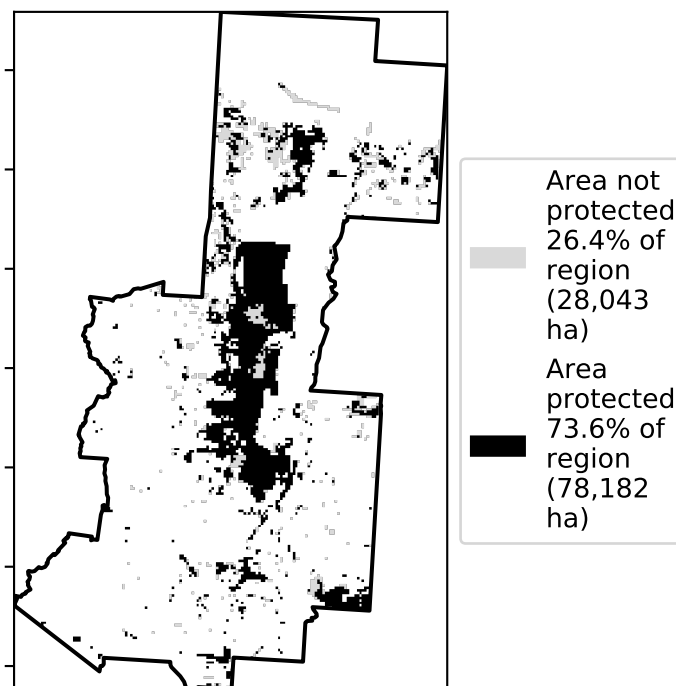 Area not
protected
26.4% of
region
(28,043
ha)
Area
protected
73.6% of
region
(78,182
ha)